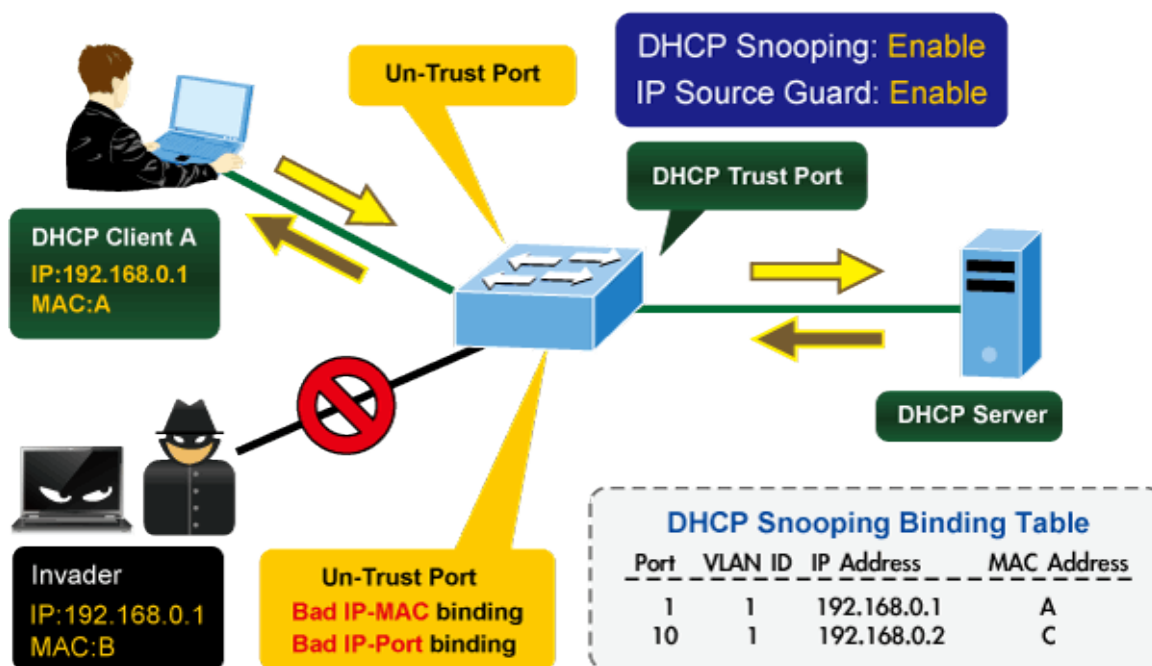 DHCP Snooping: Enable
IP Source Guard: Enable
Un-Trust Port
DHCP Trust Port
DHCP Client A
IP:192.168.0.1
MAC:A
DHCP Server
Invader
IP:192.168.0.1
MAC:B
Un-Trust Port
Bad IP-MAC binding
Bad IP-Port binding
DHCP Snooping Binding Table
Port VLAN ID IP Address MAC Address
1 1 192.168.0.1 A
10 1 192.168.0.2 C